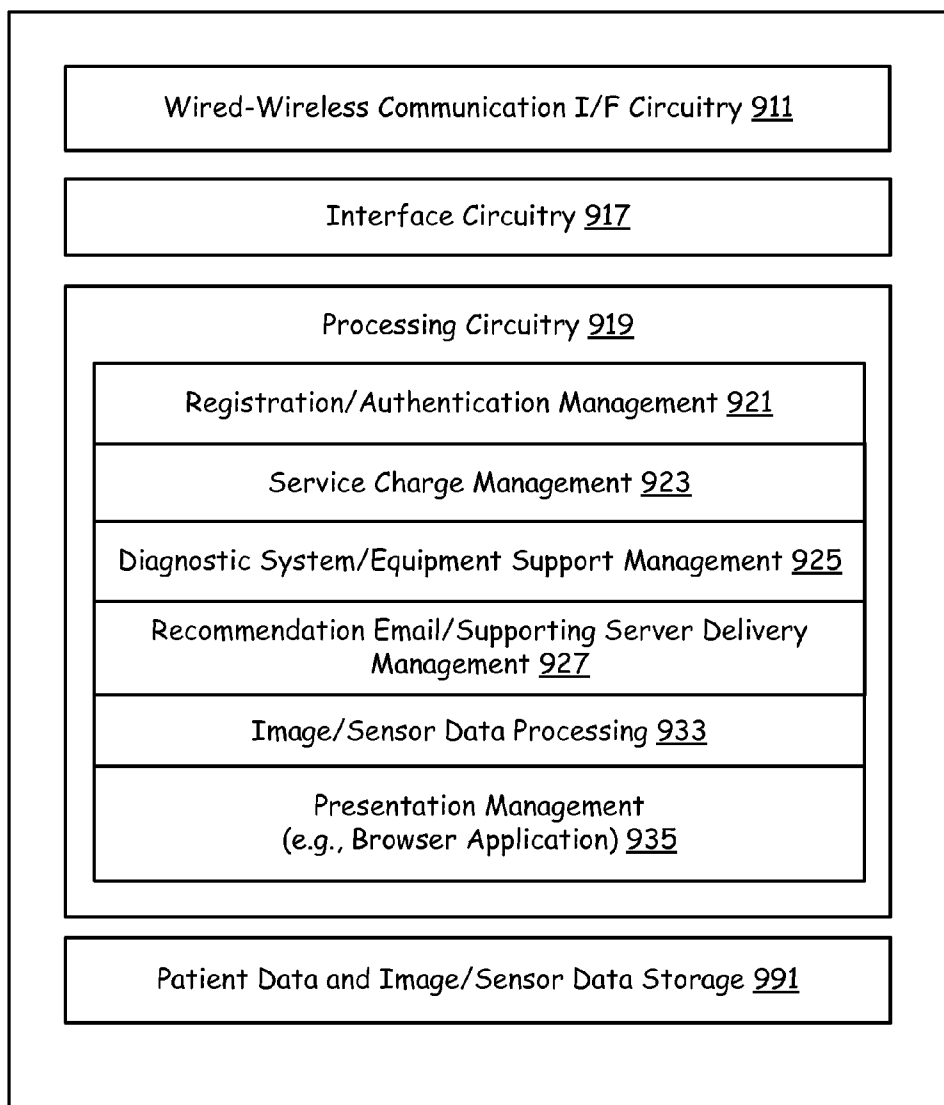 Wired-Wireless Communication I/F Circuitry 911
Interface Circuitry 917
Processing Circuitry 919
Registration/Authentication Management 921
Service Charge Management 923
Diagnostic System/Equipment Support Management 925
Recommendation Email/Supporting Server Delivery
Management 927
Image/Sensor Data Processing 933
Presentation Management
(e.g., Browser Application) 935
Patient Data and Image/Sensor Data Storage 991